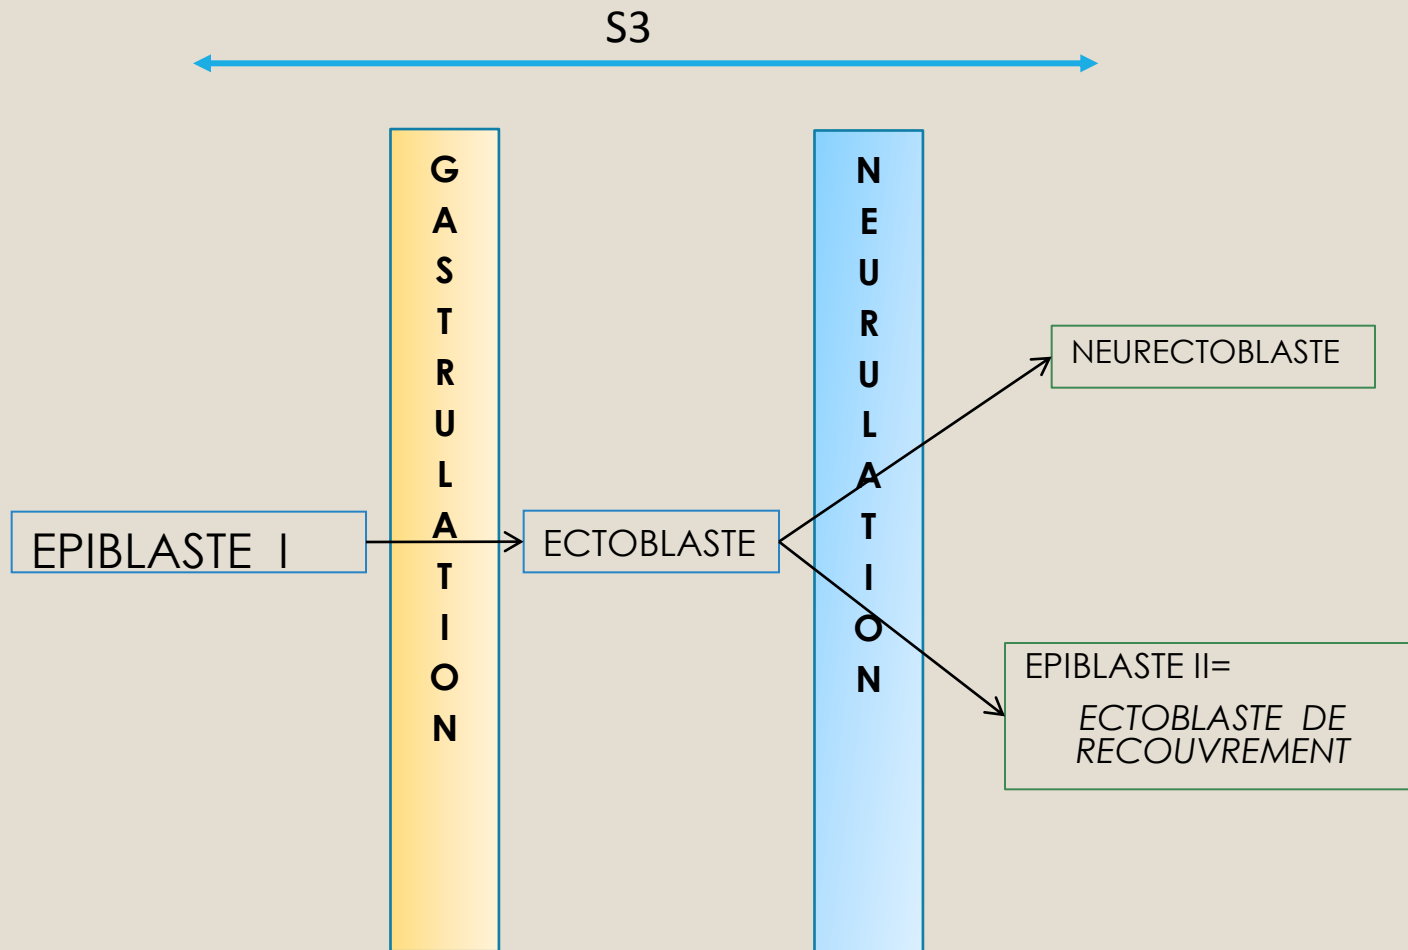 S3
GASTRULATION
NEURULATION
NEURECTOBLASTE
EPIBLASTE I
ECTOBLASTE
EPIBLASTE II=
ECTOBLASTE DE
RECOUVREMENT